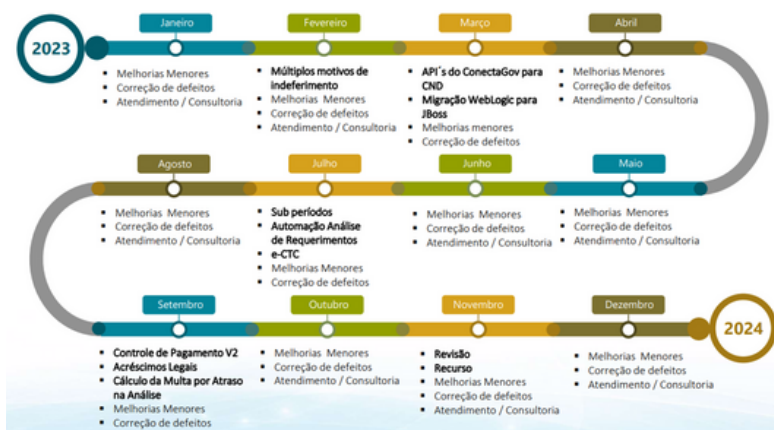 2023
Janeiro
▪ Melhorias Menores
▪ Correção de defeitos
▪ Atendimento / Consultoria
Fevereiro
▪ Múltiplos motivos de
indeferimento
▪ Melhorias Menores
▪ Correção de defeitos
▪ Atendimento / Consultoria
Março
▪ API´s do ConectaGov para
CND
▪ Migração WebLogic para
JBoss
▪ Melhorias menores
▪ Correção de defeitos
Abril
▪ Melhorias Menores
▪ Correção de defeitos
▪ Atendimento / Consultoria
Maio
▪ Melhorias Menores
▪ Correção de defeitos
▪ Atendimento / Consultoria
Junho
▪ Melhorias Menores
▪ Correção de defeitos
▪ Atendimento / Consultoria
Julho
▪ Sub períodos
▪ Automação Análise
de Requerimentos
▪ e-CTC
▪ Melhorias Menores
▪ Correção de defeitos
Agosto
▪ Melhorias Menores
▪ Correção de defeitos
▪ Atendimento / Consultoria
Setembro
▪ Controle de Pagamento V2
▪ Acréscimos Legais
▪ Cálculo da Multa por Atraso
na Análise
▪ Melhorias Menores
▪ Correção de defeitos
Outubro
▪ Melhorias Menores
▪ Correção de defeitos
▪ Atendimento / Consultoria
Novembro
▪ Revisão
▪ Recurso
▪ Melhorias Menores
▪ Correção de defeitos
▪ Atendimento / Consultoria
Dezembro
▪ Melhorias Menores
▪ Correção de defeitos
▪ Atendimento / Consultoria
2024